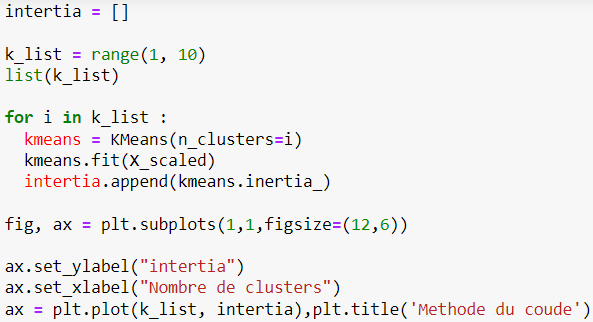 intertia = []
k_list = range(1, 10)
list(k_list)
for i in k_list :
  kmeans = KMeans(n_clusters=i)
  kmeans.fit(X_scaled)
  intertia.append(kmeans.inertia_)
fig, ax = plt.subplots(1,1,figsize=(12,6))
ax.set_ylabel("intertia")
ax.set_xlabel("Nombre de clusters")
ax = plt.plot(k_list, intertia),plt.title('Methode du coude')